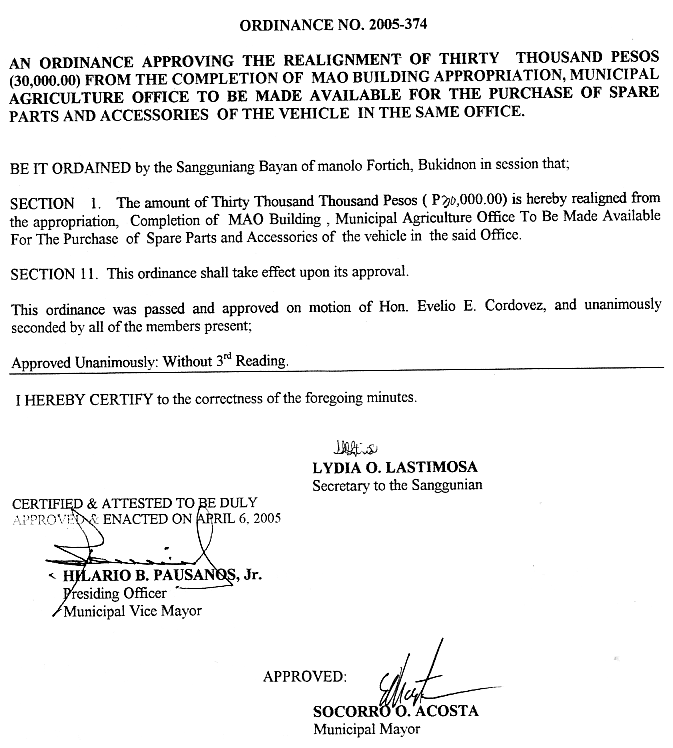 ORDINANCE NO. 2005-374
AN ORDINANCE APPROVING THE REALIGNMENT OF THIRTY THOUSAND PESOS
(30,000.00) FROM THE COMPLETION OF MAO BUILDING APPROPRIATION, MUNICIPAL
AGRICULTURE OFFICE TO BE MADE AVAILABLE FOR THE PURCHASE OF SPARE
PARTS AND ACCESSORIES OF THE VEHICLE IN THE SAME OFFICE.
BE IT ORDAINED by the Sangguniang Bayan of manolo Fortich, Bukidnon in session that;
SECTION 1. The amount of Thirty Thousand Thousand Pesos ( P30,000.00) is hereby realigned from
the appropriation, Completion of MAO Building , Municipal Agriculture Office To Be Made Available
For The Purchase of Spare Parts and Accessories of the vehicle in the said Office.
SECTION 11. This ordinance shall take effect upon its approval.
This ordinance was passed and approved on motion of Hon. Evelio E. Cordovez, and unanimously
seconded by all of the members present;
Approved Unanimously: Without 3rd Reading.
I HEREBY CERTIFY to the correctness of the foregoing minutes.
LYDIA O. LASTIMOSA
Secretary to the Sanggunian
CERTIFIED & ATTESTED TO BE DULY
APPROVED & ENACTED ON APRIL 6, 2005
HILARIO B. PAUSANOS, Jr.
Presiding Officer
Municipal Vice Mayor
APPROVED:
SOCORRO O. ACOSTA
Municipal Mayor